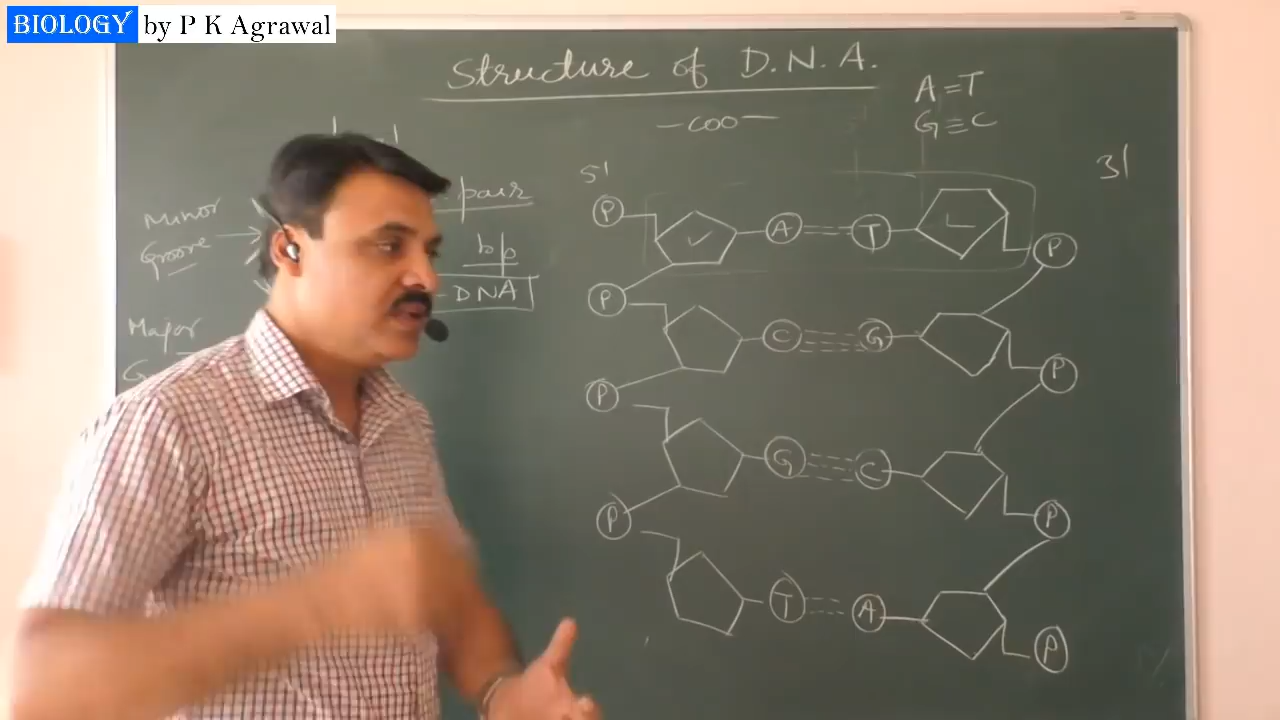 BIOLOGY by P K Agrawal
Structure of D.N.A.
A=T
G≡C
-COO-
5' 3'
pair
Minor
Groove
bp
-DNA
Major
G
P A T P
P C G P
P G C P
P T A P